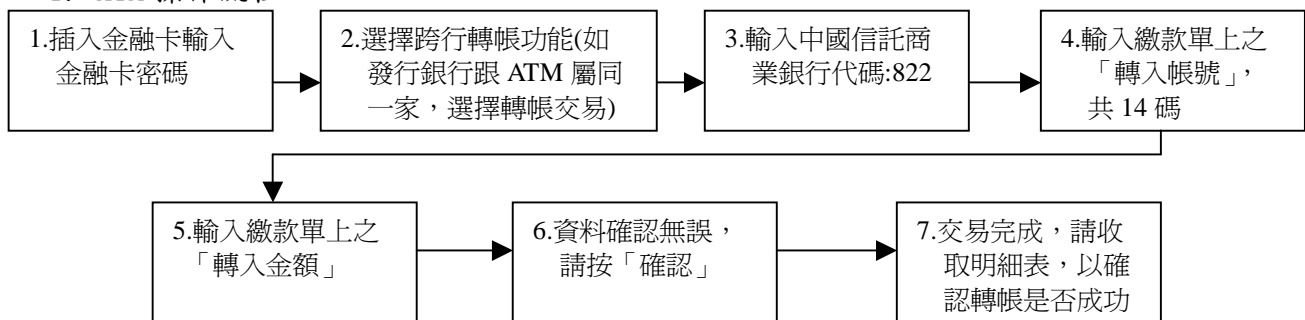 1.插入金融卡輸入
金融卡密碼
2.選擇跨行轉帳功能(如
發行銀行跟 ATM 屬同
一家，選擇轉帳交易)
3.輸入中國信託商
業銀行代碼:822
4.輸入繳款單上之
「轉入帳號」,
共 14 碼
5.輸入繳款單上之
「轉入金額」
6.資料確認無誤，
請按「確認」
7.交易完成，請收
取明細表，以確
認轉帳是否成功